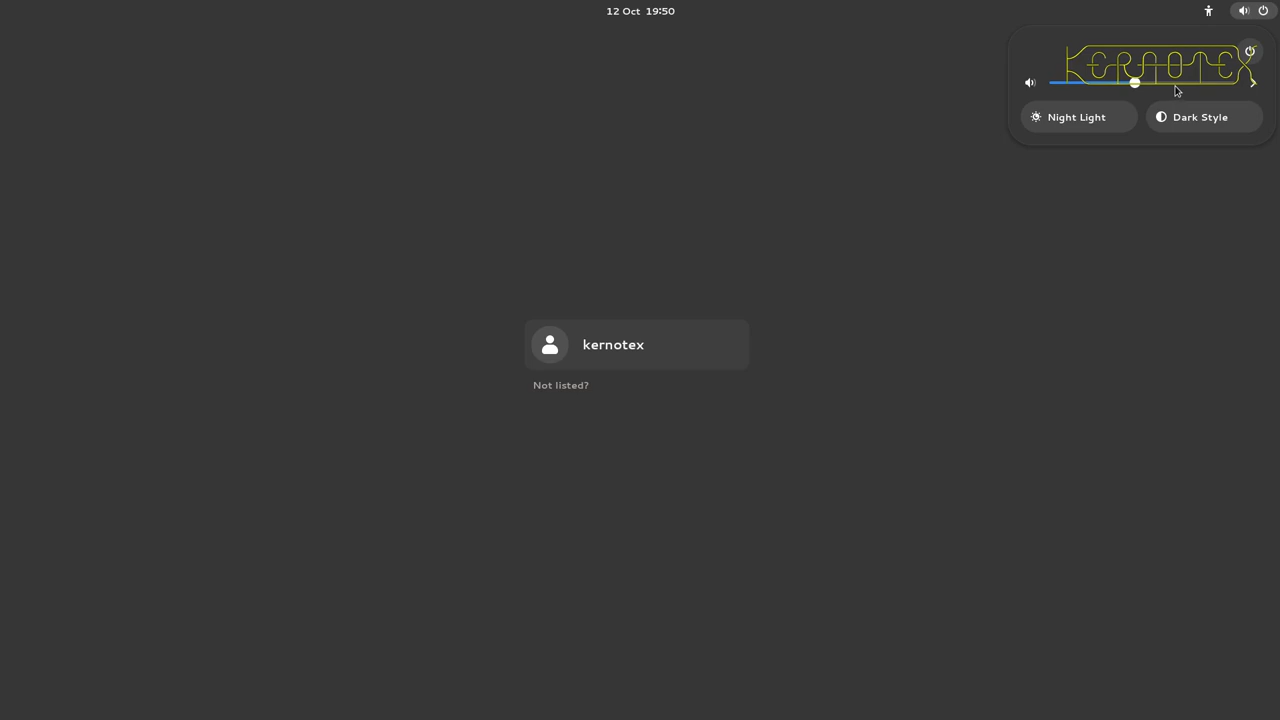 12 Oct 19:50
KERNOTEX
Night Light
Dark Style
kernotex
Not listed?